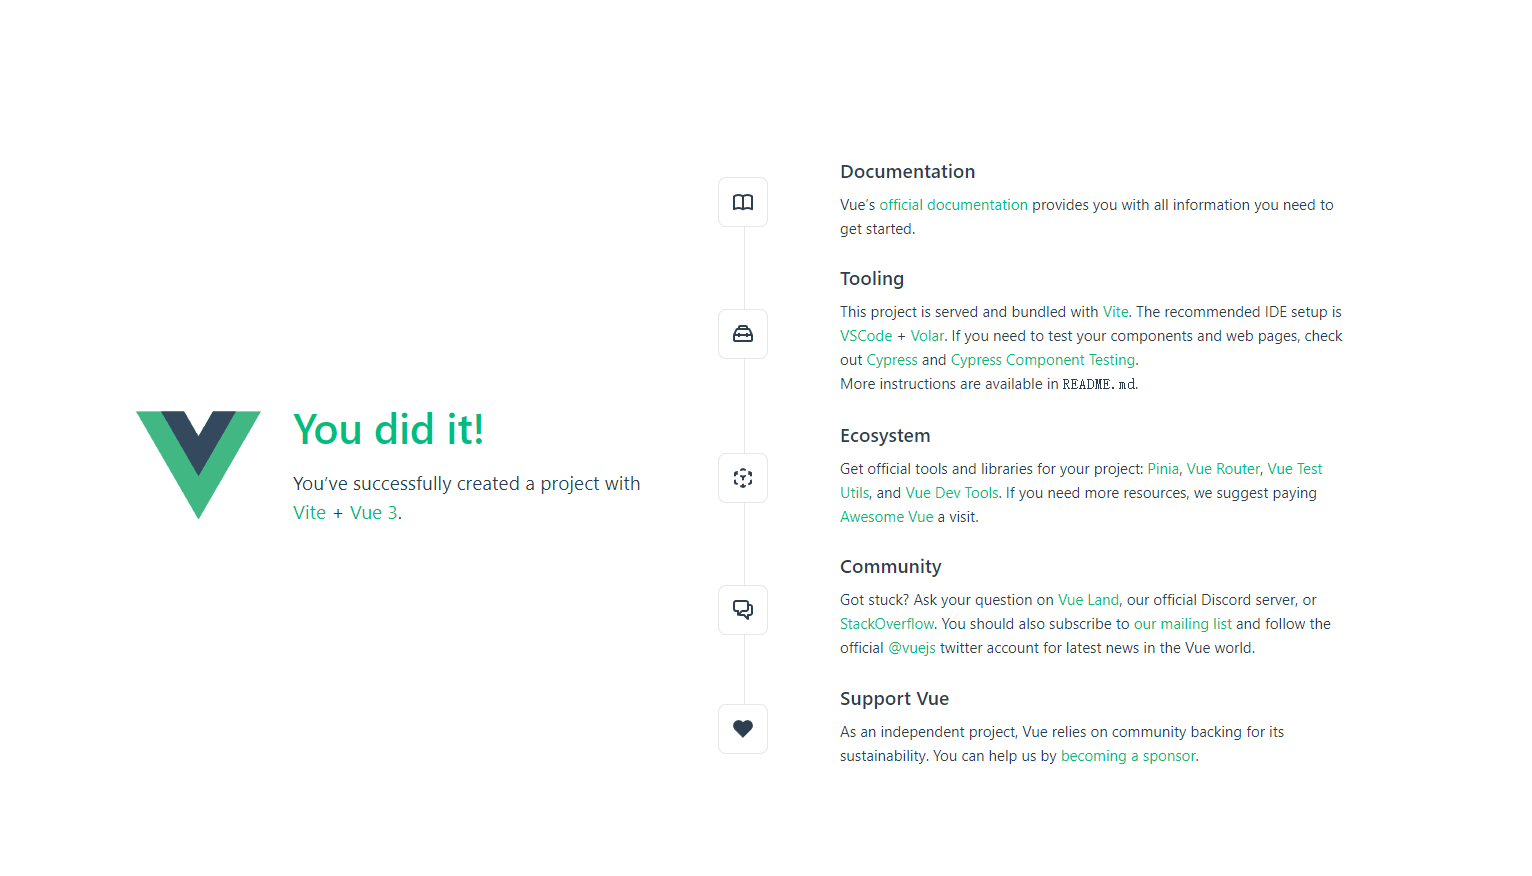 You did it!
You’ve successfully created a project with
Vite + Vue 3.
Documentation
Vue’s official documentation provides you with all information you need to
get started.
Tooling
This project is served and bundled with Vite. The recommended IDE setup is
VSCode + Volar. If you need to test your components and web pages, check
out Cypress and Cypress Component Testing.
More instructions are available in README.md.
Ecosystem
Get official tools and libraries for your project: Pinia, Vue Router, Vue Test
Utils, and Vue Dev Tools. If you need more resources, we suggest paying
Awesome Vue a visit.
Community
Got stuck? Ask your question on Vue Land, our official Discord server, or
StackOverflow. You should also subscribe to our mailing list and follow the
official @vuejs twitter account for latest news in the Vue world.
Support Vue
As an independent project, Vue relies on community backing for its
sustainability. You can help us by becoming a sponsor.